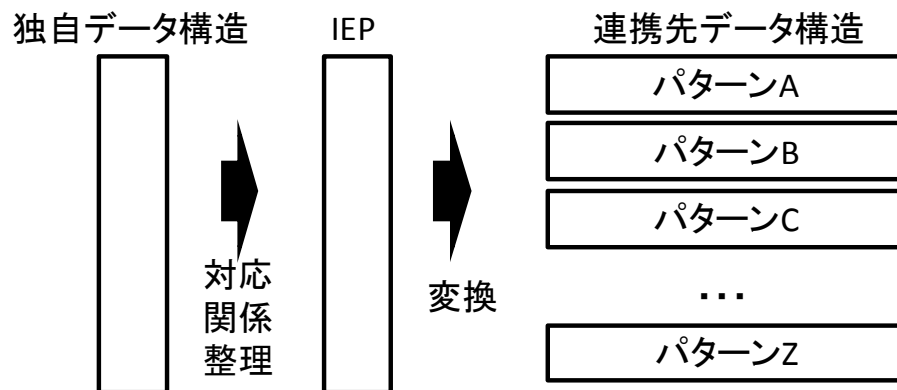 独自データ構造
IEP
連携先データ構造
パターンA
パターンB
パターンC
・・・
パターンZ
対応
関係
整理
変換